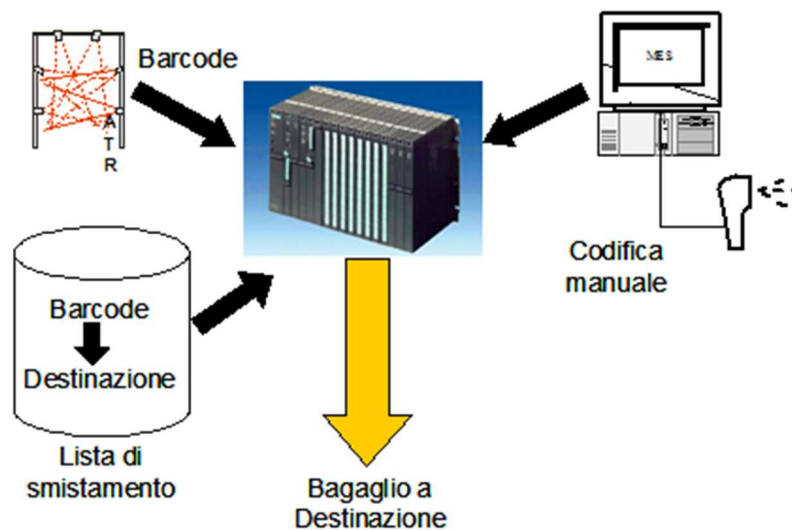 Barcode
A
T
R
MES
Codifica
manuale
Barcode
Destinazione
Lista di
smistamento
Bagaglio a
Destinazione